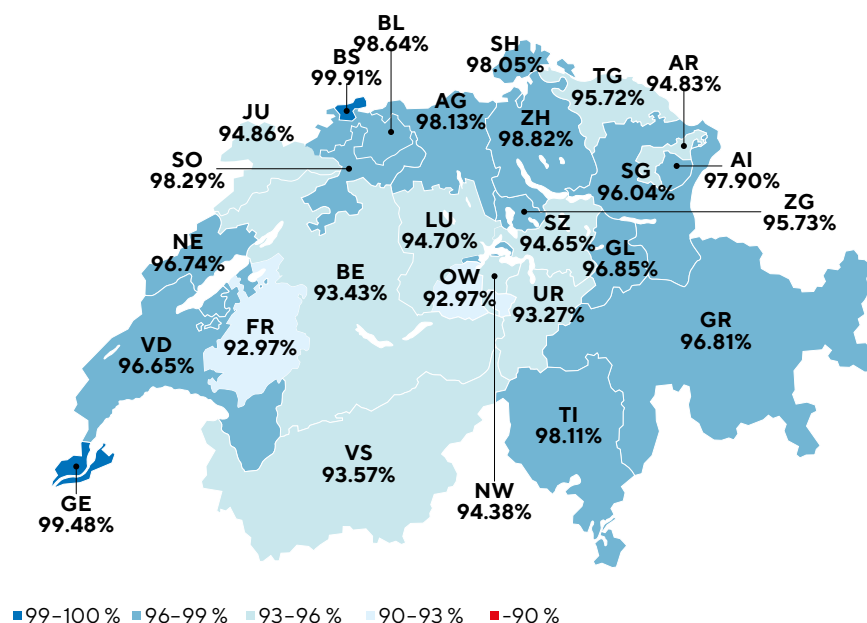 BL
98.64%
BS
99.91%
SH
98.05%
AR
94.83%
TG
95.72%
JU
94.86%
AG
98.13%
ZH
98.82%
SO
98.29%
SG
96.04%
AI
97.90%
ZG
95.73%
LU
94.70%
SZ
94.65%
NE
96.74%
GL
96.85%
BE
93.43%
OW
92.97%
UR
93.27%
FR
92.97%
GR
96.81%
VD
96.65%
TI
98.11%
VS
93.57%
NW
94.38%
GE
99.48%
99–100 % 96–99 % 93–96 % 90–93 % -90 %